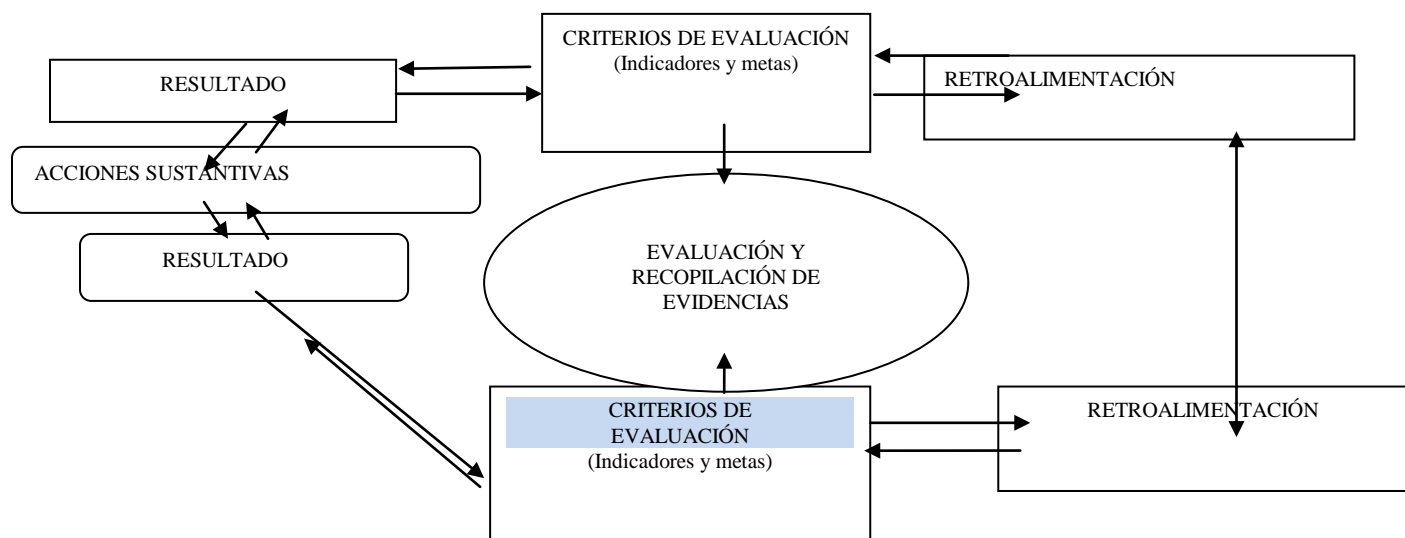 CRITERIOS DE EVALUACIÓN
(Indicadores y metas)
RESULTADO
RETROALIMENTACIÓN
ACCIONES SUSTANTIVAS
RESULTADO
EVALUACIÓN Y
RECOPILACIÓN DE
EVIDENCIAS
CRITERIOS DE
EVALUACIÓN
(Indicadores y metas)
RETROALIMENTACIÓN